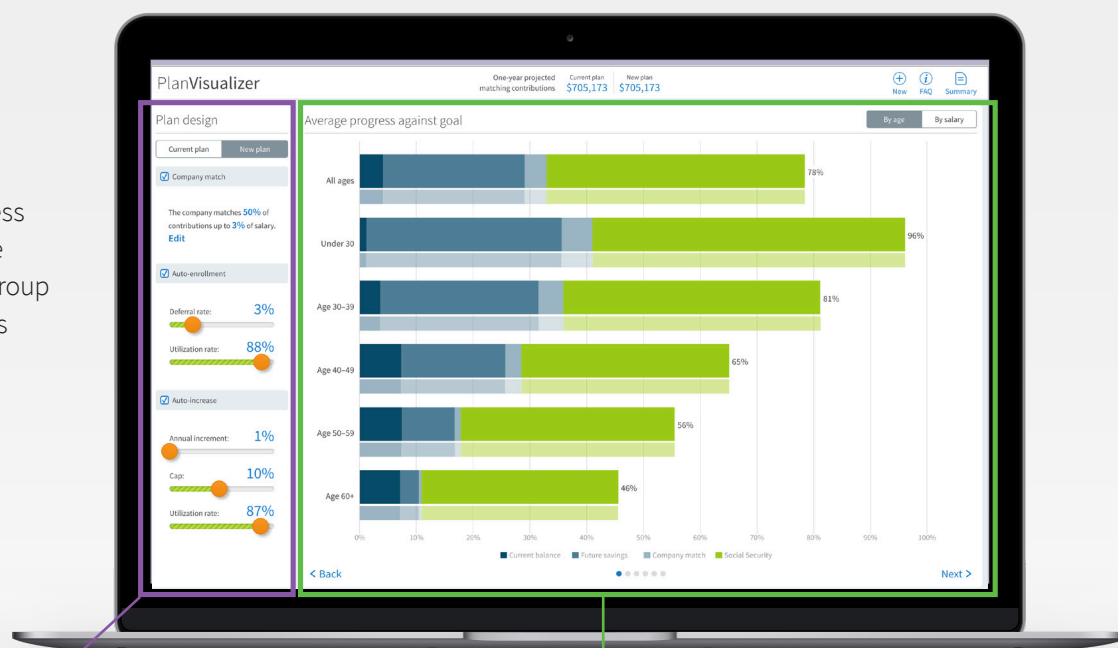 ess
e
roup
s
PlanVisualizer
One-year projected
matching contributions
Current plan
$705,173
New plan
$705,173
New
FAQ
Summary
Plan design
Current plan
New plan
Company match
The company matches 50% of
contributions up to 3% of salary.
Edit
Auto-enrollment
Deferral rate: 3%
Utilization rate: 88%
Auto-increase
Annual increment: 1%
Cap: 10%
Utilization rate: 87%
Average progress against goal
By age
By salary
All ages 78%
Under 30 96%
Age 30–39 81%
Age 40–49 65%
Age 50–59 56%
Age 60+ 46%
0% 10% 20% 30% 40% 50% 60% 70% 80% 90% 100%
Current balance Future savings Company match Social Security
< Back
Next >